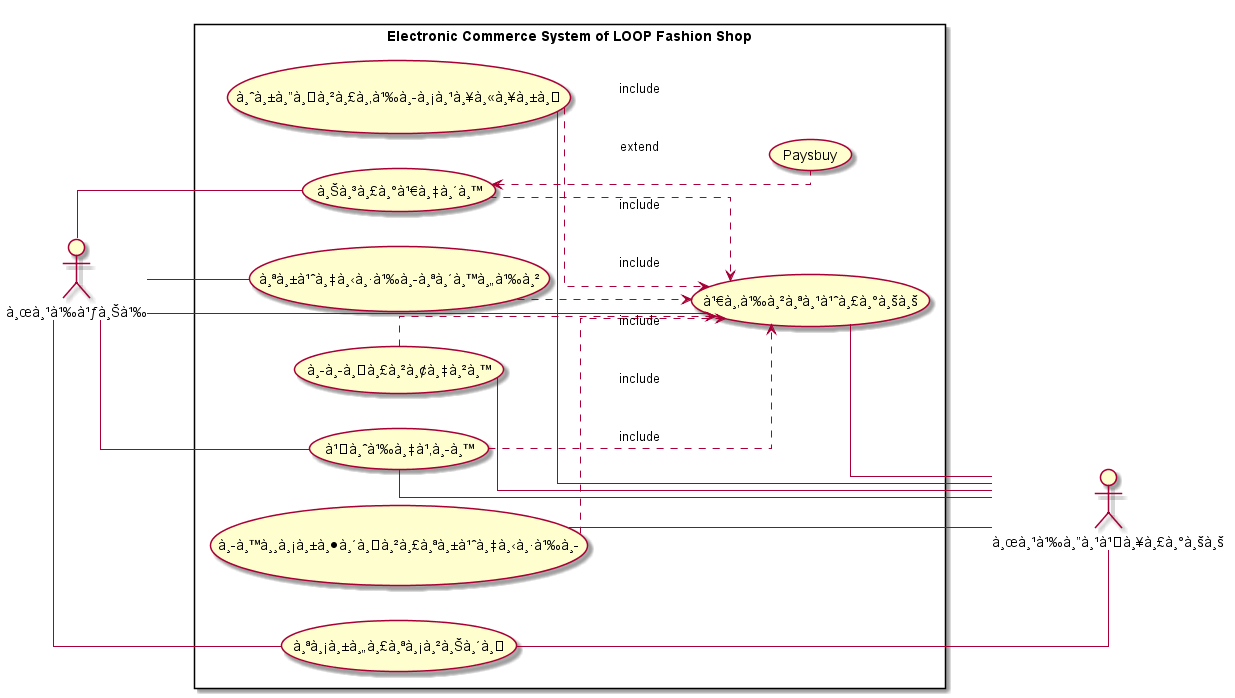 Electronic Commerce System of LOOP Fashion Shop
à¸ˆà¸±à¸”à¸à¸²à¸£à¸‚à¹‰à¸­à¸¡à¸¹à¸¥à¸«à¸¥à¸±à¸
include
extend
Paysbuy
à¸Šà¸³à¸£à¸°à¹€à¸‡à¸´à¸™
include
include
à¸ªà¸±à¹ˆà¸‡à¸‹à¸·à¹‰à¸­à¸ªà¸´à¸™à¸„à¹‰à¸²
à¹€à¸‚à¹‰à¸²à¸ªà¸¹à¹ˆà¸£à¸°à¸šà¸š
à¸œà¸¹à¹‰à¹ƒà¸Šà¹‰
include
à¸­à¸­à¸à¸£à¸²à¸¢à¸‡à¸²à¸™
include
include
à¹à¸ˆà¹‰à¸‡à¹‚à¸­à¸™
à¸­à¸™à¸¸à¸¡à¸±à¸•à¸´à¸à¸²à¸£à¸ªà¸±à¹ˆà¸‡à¸‹à¸·à¹‰à¸­
à¸œà¸¹à¹‰à¸”à¸¹à¹à¸¥à¸£à¸°à¸šà¸š
à¸ªà¸¡à¸±à¸„à¸£à¸ªà¸¡à¸²à¸Šà¸´à¸